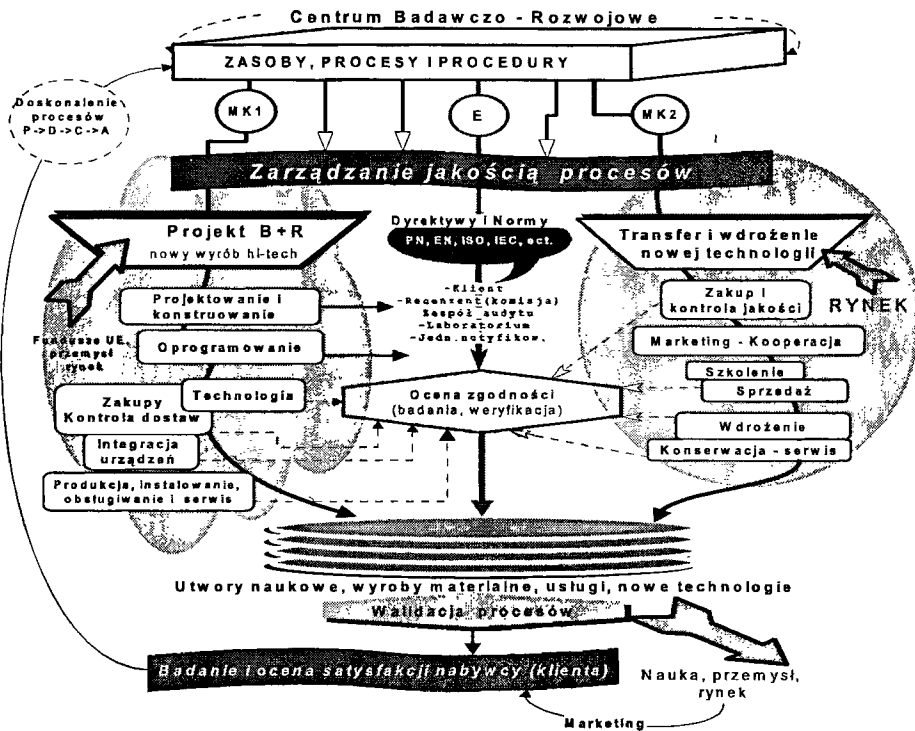 Centrum Badawczo - Rozwojowe
ZASOBY, PROCESY I PROCEDURY
Doskonalenie
procesów
P->D->C->A
MK1
E
MK2
Zarządzanie jakością procesów
Projekt B+R
nowy wyrób hi-tech
Dyrektywy i Normy
PN, EN, ISO, IEC, ect.
Transfer i wdrożenie
nowej technologii
-Klient
-Recenzent (komisja)
Zespół audytu
-Laboratorium
-Jedn. notyfikow.
Projektowanie i
konstruowanie
Oprogramowanie
Fundusze UE,
przemysł
rynek
Technologia
Zakupy
Kontrola dostaw
Integracja
urządzeń
Produkcja, instalowanie,
obsługiwanie i serwis
Ocena zgodności
(badania, weryfikacja)
Zakup i
kontrola jakości
RYNEK
Marketing - Kooperacja
Szkolenie
Sprzedaż
Wdrożenie
Konserwacja - serwis
Utwory naukowe, wyroby materialne, usługi, nowe technologie
Walidacja procesów
Badanie i ocena satysfakcji nabywcy (klienta)
Nauka, przemysł,
rynek
Marketing